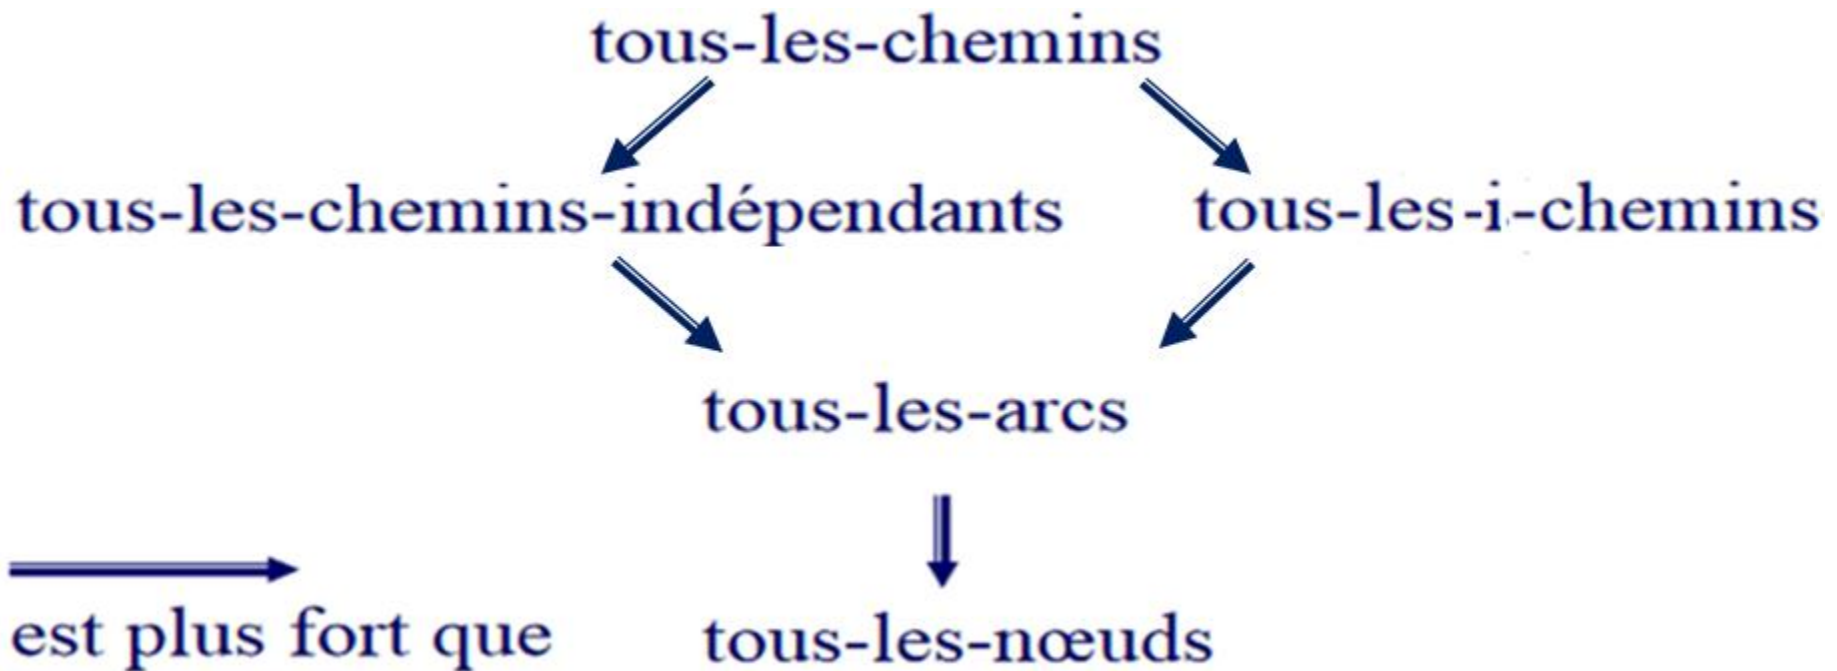 tous-les-chemins
tous-les-chemins-indépendants
tous-les-i-chemins
tous-les-arcs
est plus fort que
tous-les-nœuds